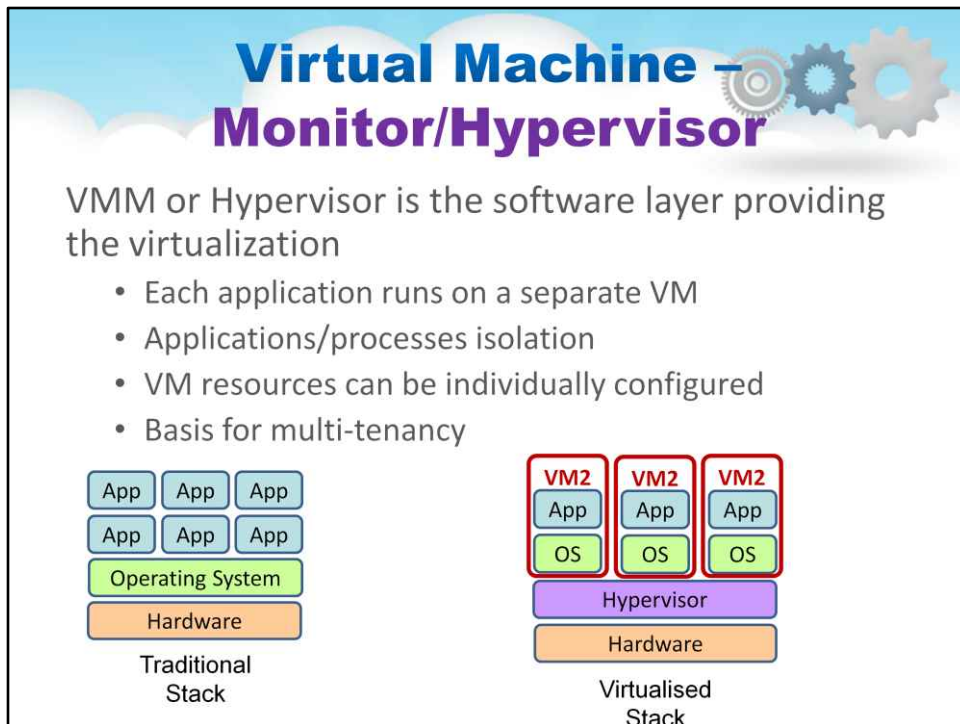 Virtual Machine –
Monitor/Hypervisor
VMM or Hypervisor is the software layer providing
the virtualization
• Each application runs on a separate VM
• Applications/processes isolation
• VM resources can be individually configured
• Basis for multi-tenancy
App App App
App App App
Operating System
Hardware
Traditional
Stack
VM2 VM2 VM2
App App App
OS OS OS
Hypervisor
Hardware
Virtualised
Stack